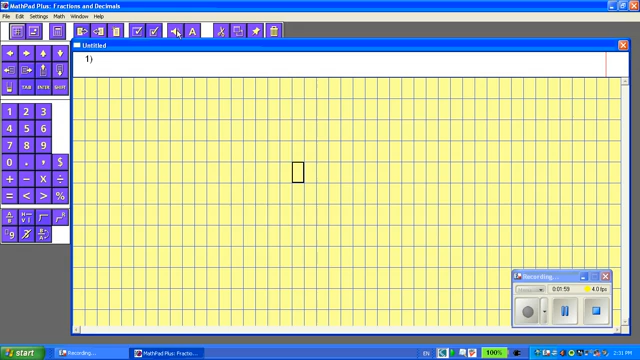 MathPad Plus: Fractions and Decimals
File Edit Settings Math Window Help
Untitled
1)
TAB ENTER SHIFT
1 2 3
4 5 6
7 8 9
0 . , $
+ − x ÷
= < > %
Recording...
0:01:59 4.0 fps
start
Recording...
MathPad Plus: Fractio...
EN
100%
2:31 PM